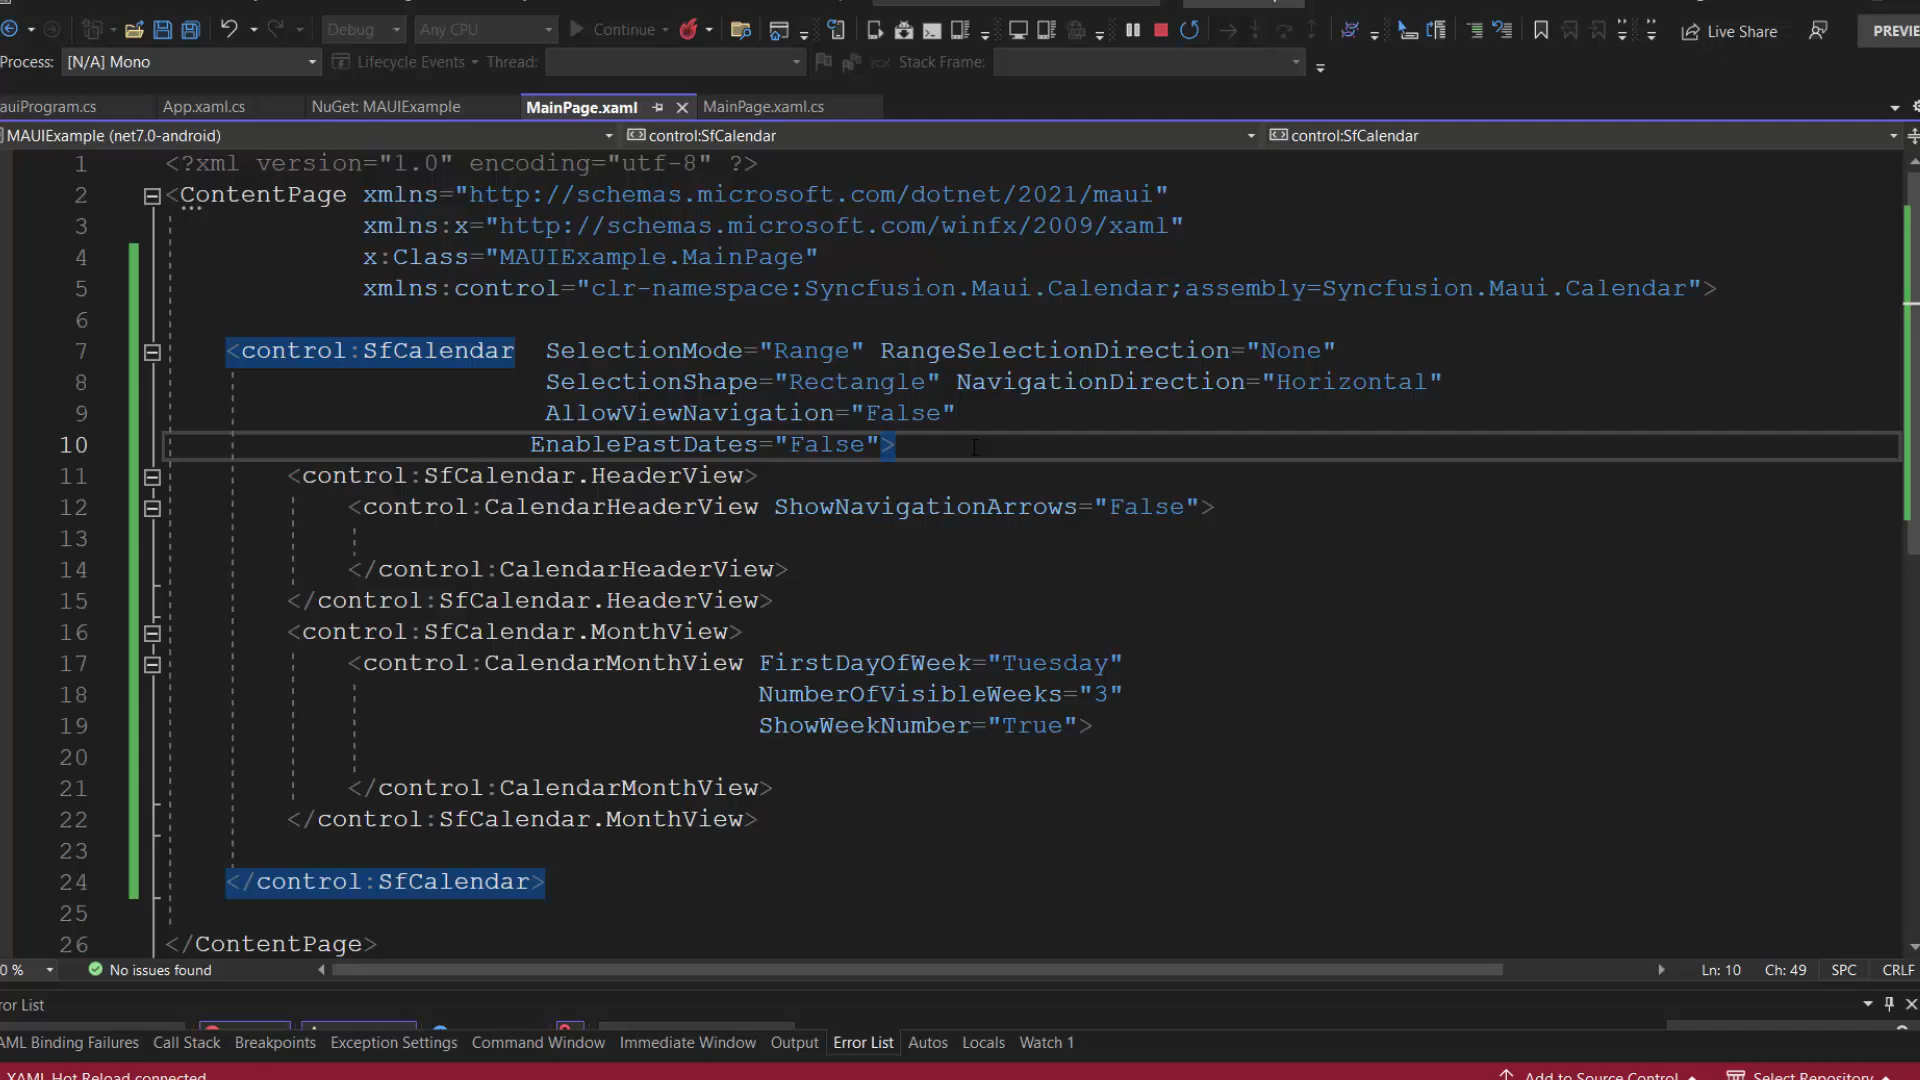 Debug Any CPU Continue Live Share PREVIE
Process: [N/A] Mono Lifecycle Events Thread: Stack Frame:
auiProgram.cs App.xaml.cs NuGet: MAUIExample MainPage.xaml MainPage.xaml.cs
MAUIExample (net7.0-android) control:SfCalendar control:SfCalendar
1 <?xml version="1.0" encoding="utf-8" ?>
2 <ContentPage xmlns="http://schemas.microsoft.com/dotnet/2021/maui"
3 xmlns:x="http://schemas.microsoft.com/winfx/2009/xaml"
4 x:Class="MAUIExample.MainPage"
5 xmlns:control="clr-namespace:Syncfusion.Maui.Calendar;assembly=Syncfusion.Maui.Calendar">
6
7 <control:SfCalendar SelectionMode="Range" RangeSelectionDirection="None"
8 SelectionShape="Rectangle" NavigationDirection="Horizontal"
9 AllowViewNavigation="False"
10 EnablePastDates="False">
11 <control:SfCalendar.HeaderView>
12 <control:CalendarHeaderView ShowNavigationArrows="False">
13
14 </control:CalendarHeaderView>
15 </control:SfCalendar.HeaderView>
16 <control:SfCalendar.MonthView>
17 <control:CalendarMonthView FirstDayOfWeek="Tuesday"
18 NumberOfVisibleWeeks="3"
19 ShowWeekNumber="True">
20
21 </control:CalendarMonthView>
22 </control:SfCalendar.MonthView>
23
24 </control:SfCalendar>
25
26 </ContentPage>
0 % No issues found Ln: 10 Ch: 49 SPC CRLF
ror List
AML Binding Failures Call Stack Breakpoints Exception Settings Command Window Immediate Window Output Error List Autos Locals Watch 1
XAML Hot Reload connected Add to Source Control Select Repository